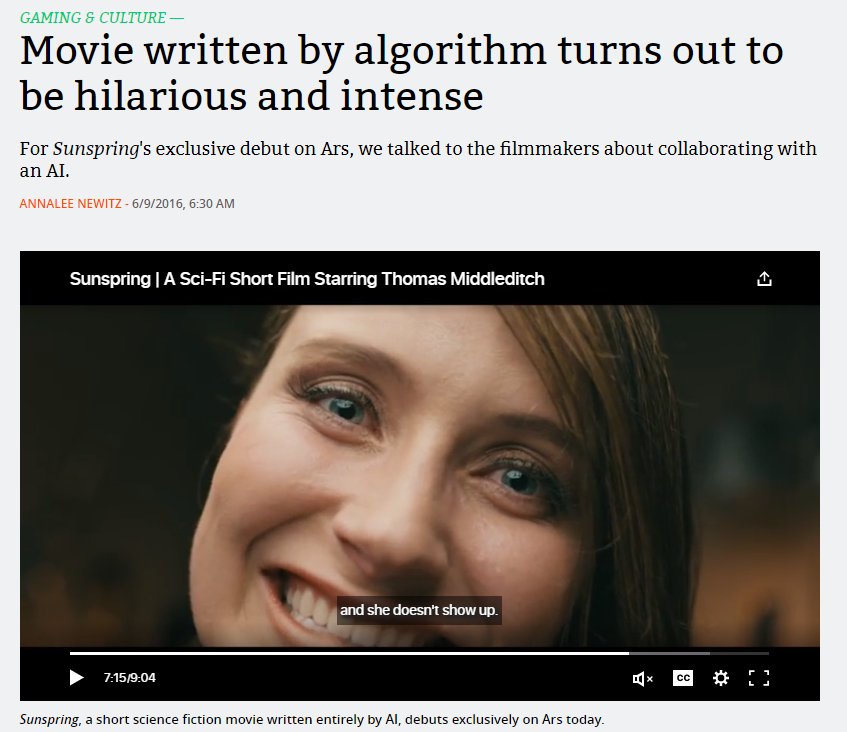 GAMING & CULTURE —
Movie written by algorithm turns out to
be hilarious and intense
For Sunspring's exclusive debut on Ars, we talked to the filmmakers about collaborating with
an AI.
ANNALEE NEWITZ - 6/9/2016, 6:30 AM
Sunspring | A Sci-Fi Short Film Starring Thomas Middleditch
and she doesn't show up.
7:15/9:04
CC
Sunspring, a short science fiction movie written entirely by AI, debuts exclusively on Ars today.